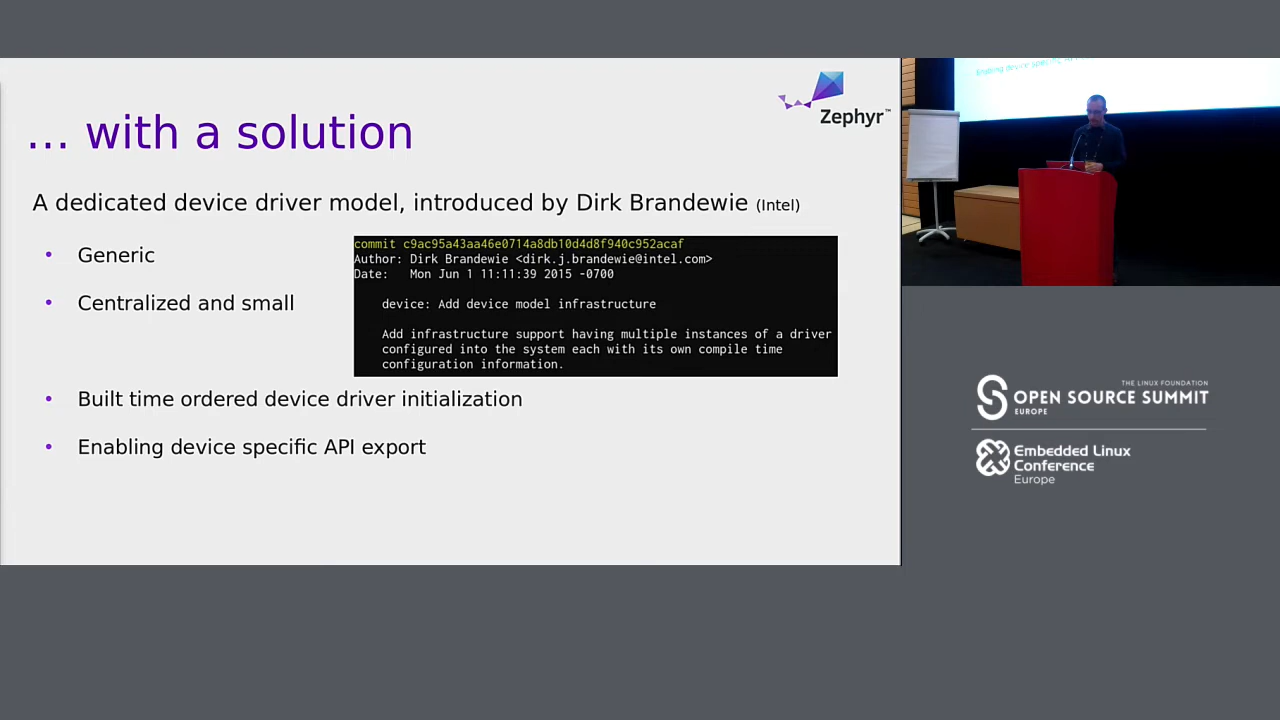 ... with a solution
Zephyr™
A dedicated device driver model, introduced by Dirk Brandewie (Intel)
• Generic
• Centralized and small
commit c9ac95a43aa46e0714a8db10d4d8f940c952acaf
Author: Dirk Brandewie <dirk.j.brandewie@intel.com>
Date:   Mon Jun 1 11:11:39 2015 -0700
device: Add device model infrastructure
Add infrastructure support having multiple instances of a driver
configured into the system each with its own compile time
configuration information.
• Built time ordered device driver initialization
• Enabling device specific API export
Enabling device specific
THE LINUX FOUNDATION
OPEN SOURCE SUMMIT
EUROPE
Embedded Linux
Conference
Europe